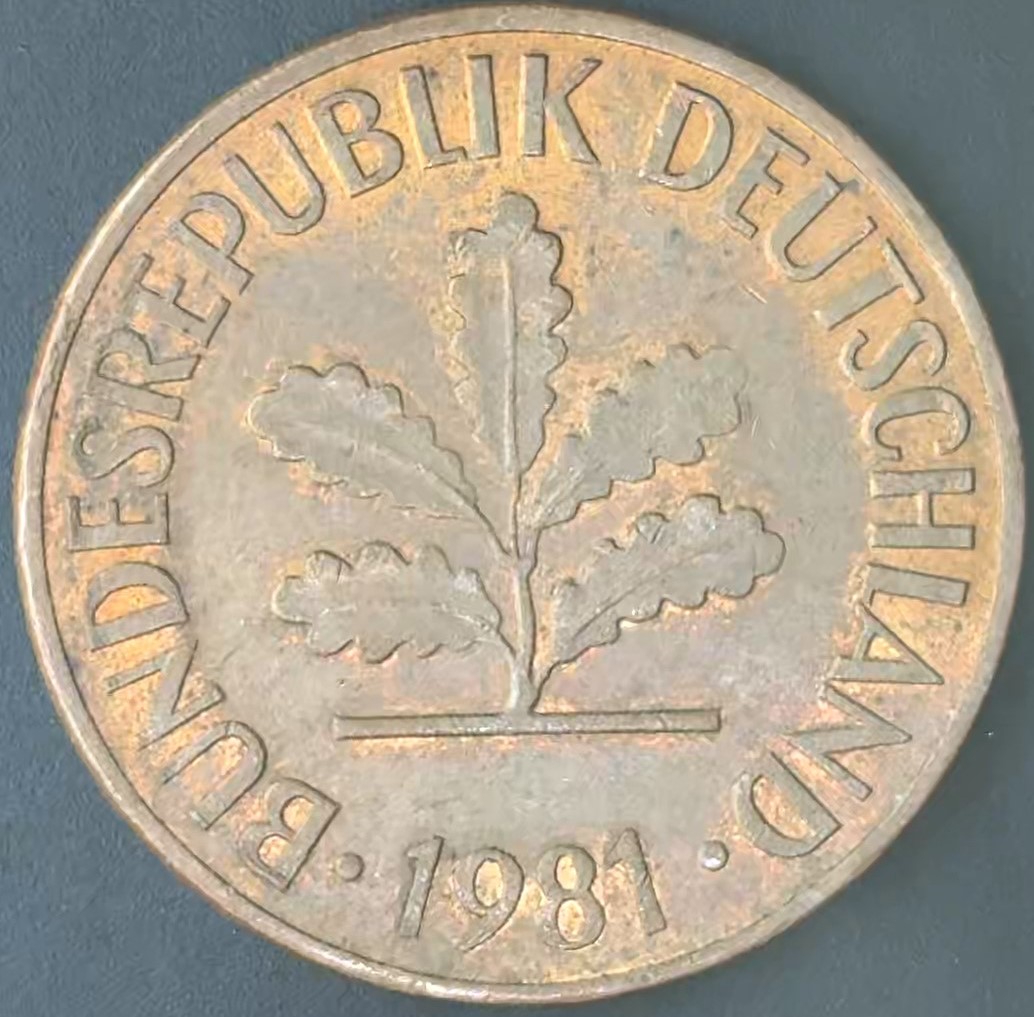 BUNDESREPUBLIK DEUTSCHLAND
· 1981 ·